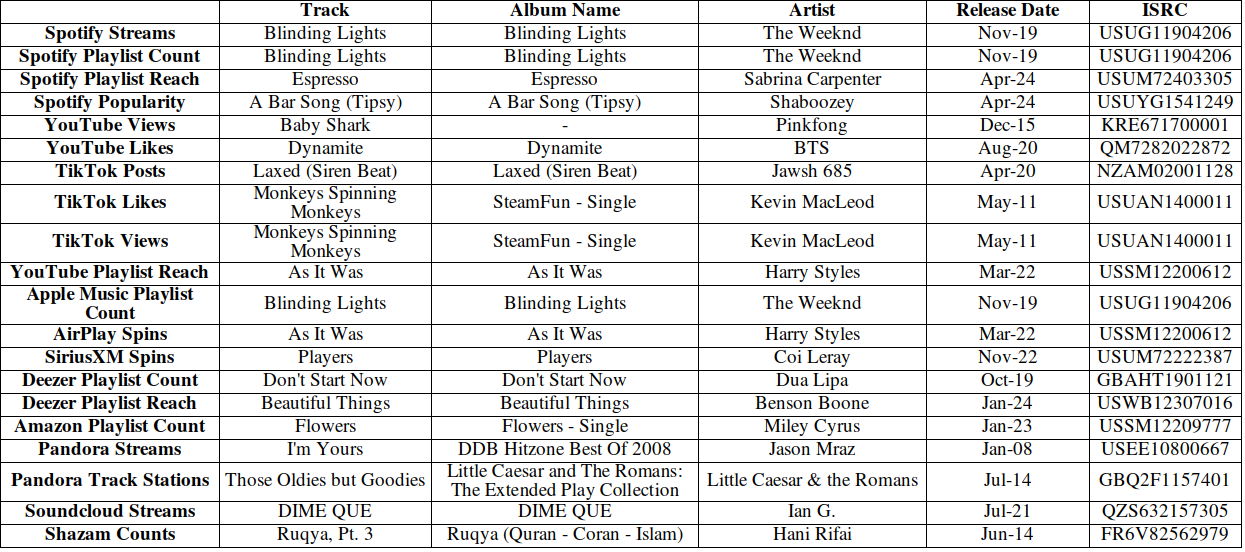 Track Album Name Artist Release Date ISRC
Spotify Streams Blinding Lights Blinding Lights The Weeknd Nov-19 USUG11904206
Spotify Playlist Count Blinding Lights Blinding Lights The Weeknd Nov-19 USUG11904206
Spotify Playlist Reach Espresso Espresso Sabrina Carpenter Apr-24 USUM72403305
Spotify Popularity A Bar Song (Tipsy) A Bar Song (Tipsy) Shaboozey Apr-24 USUYG1541249
YouTube Views Baby Shark - Pinkfong Dec-15 KRE671700001
YouTube Likes Dynamite Dynamite BTS Aug-20 QM7282022872
TikTok Posts Laxed (Siren Beat) Laxed (Siren Beat) Jawsh 685 Apr-20 NZAM02001128
TikTok Likes Monkeys Spinning
Monkeys SteamFun - Single Kevin MacLeod May-11 USUAN1400011
TikTok Views Monkeys Spinning
Monkeys SteamFun - Single Kevin MacLeod May-11 USUAN1400011
YouTube Playlist Reach As It Was As It Was Harry Styles Mar-22 USSM12200612
Apple Music Playlist
Count Blinding Lights Blinding Lights The Weeknd Nov-19 USUG11904206
AirPlay Spins As It Was As It Was Harry Styles Mar-22 USSM12200612
SiriusXM Spins Players Players Coi Leray Nov-22 USUM72222387
Deezer Playlist Count Don't Start Now Don't Start Now Dua Lipa Oct-19 GBAHT1901121
Deezer Playlist Reach Beautiful Things Beautiful Things Benson Boone Jan-24 USWB12307016
Amazon Playlist Count Flowers Flowers - Single Miley Cyrus Jan-23 USSM12209777
Pandora Streams I'm Yours DDB Hitzone Best Of 2008 Jason Mraz Jan-08 USEE10800667
Pandora Track Stations Those Oldies but Goodies Little Caesar and The Romans:
The Extended Play Collection Little Caesar & the Romans Jul-14 GBQ2F1157401
Soundcloud Streams DIME QUE DIME QUE Ian G. Jul-21 QZS632157305
Shazam Counts Ruqya, Pt. 3 Ruqya (Quran - Coran - Islam) Hani Rifai Jun-14 FR6V82562979